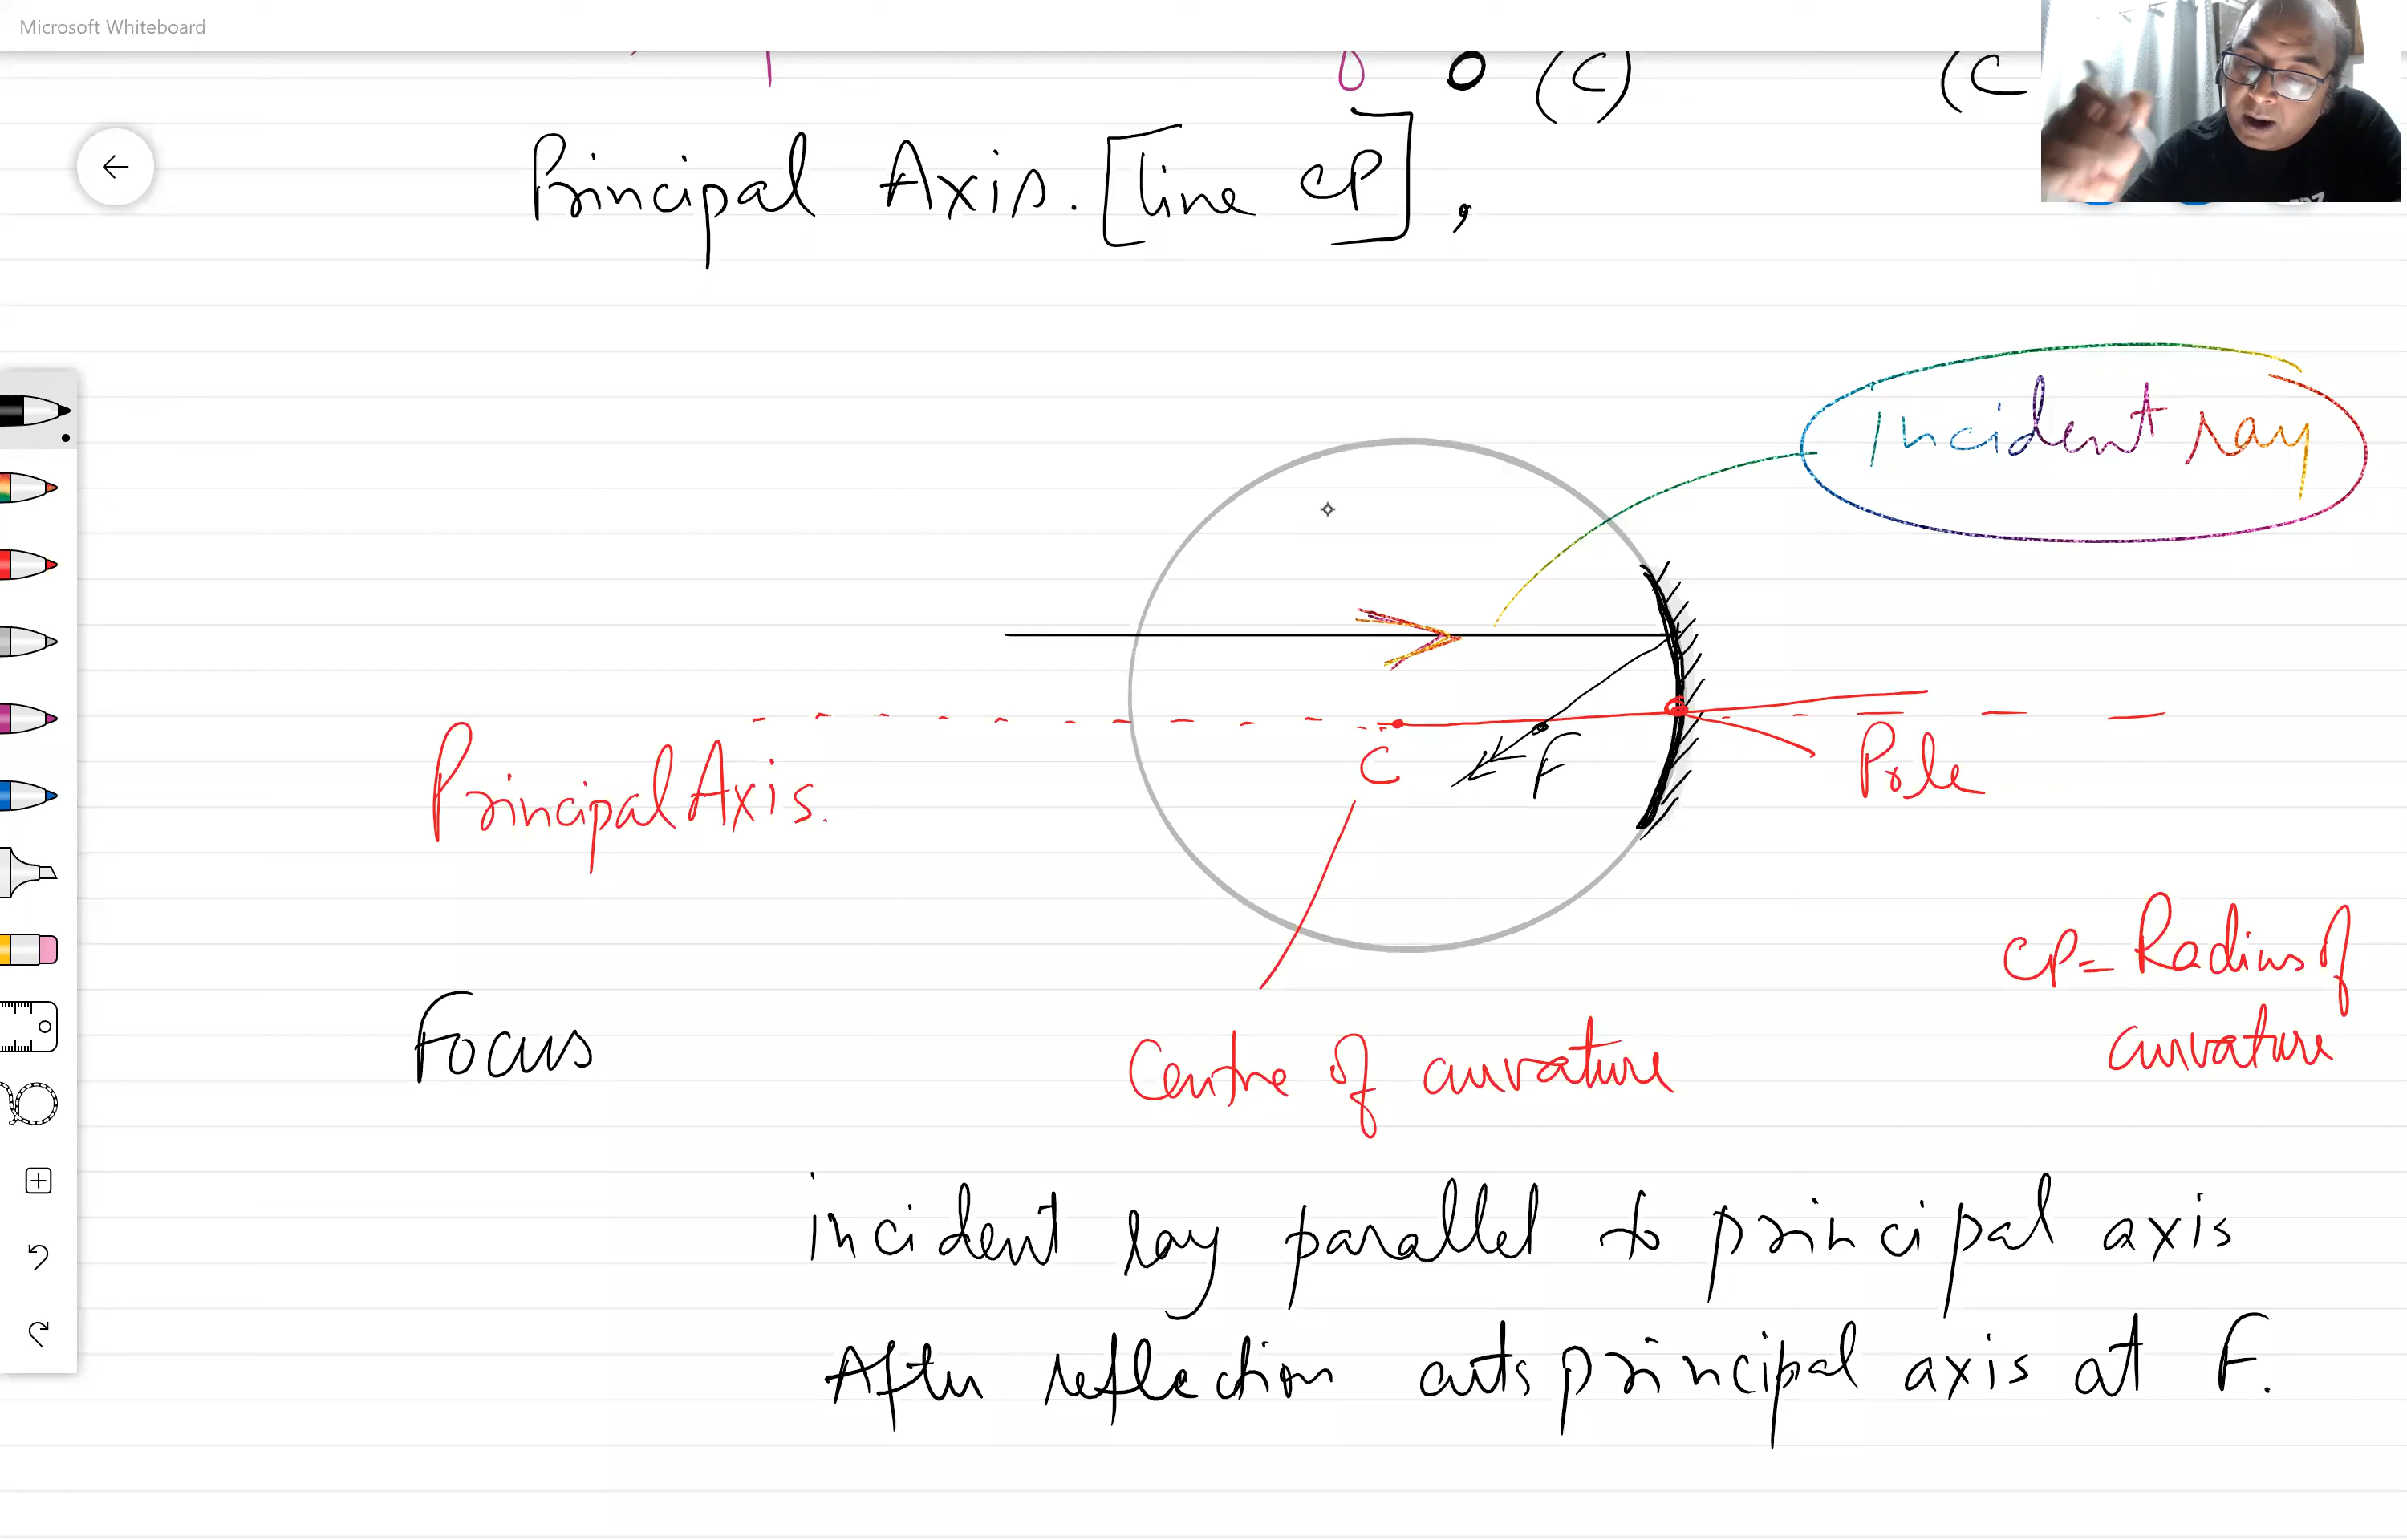 Microsoft Whiteboard
O (C)
(C
Principal Axis. [line CP],
Incident ray
C
F
Pole
Principal Axis.
CP = Radius of
curvature
Focus
Centre of curvature
incident ray parallel to principal axis
After reflection cuts principal axis at F.